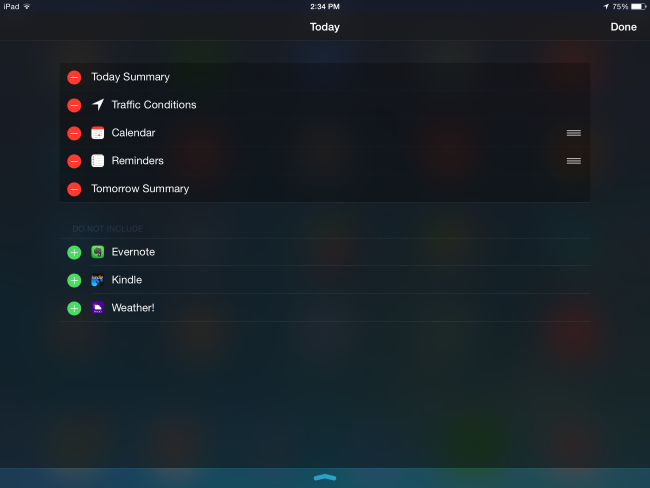 iPad
2:34 PM
75%
Today
Done
Today Summary
Traffic Conditions
Calendar
Reminders
Tomorrow Summary
DO NOT INCLUDE
Evernote
Kindle
Weather!